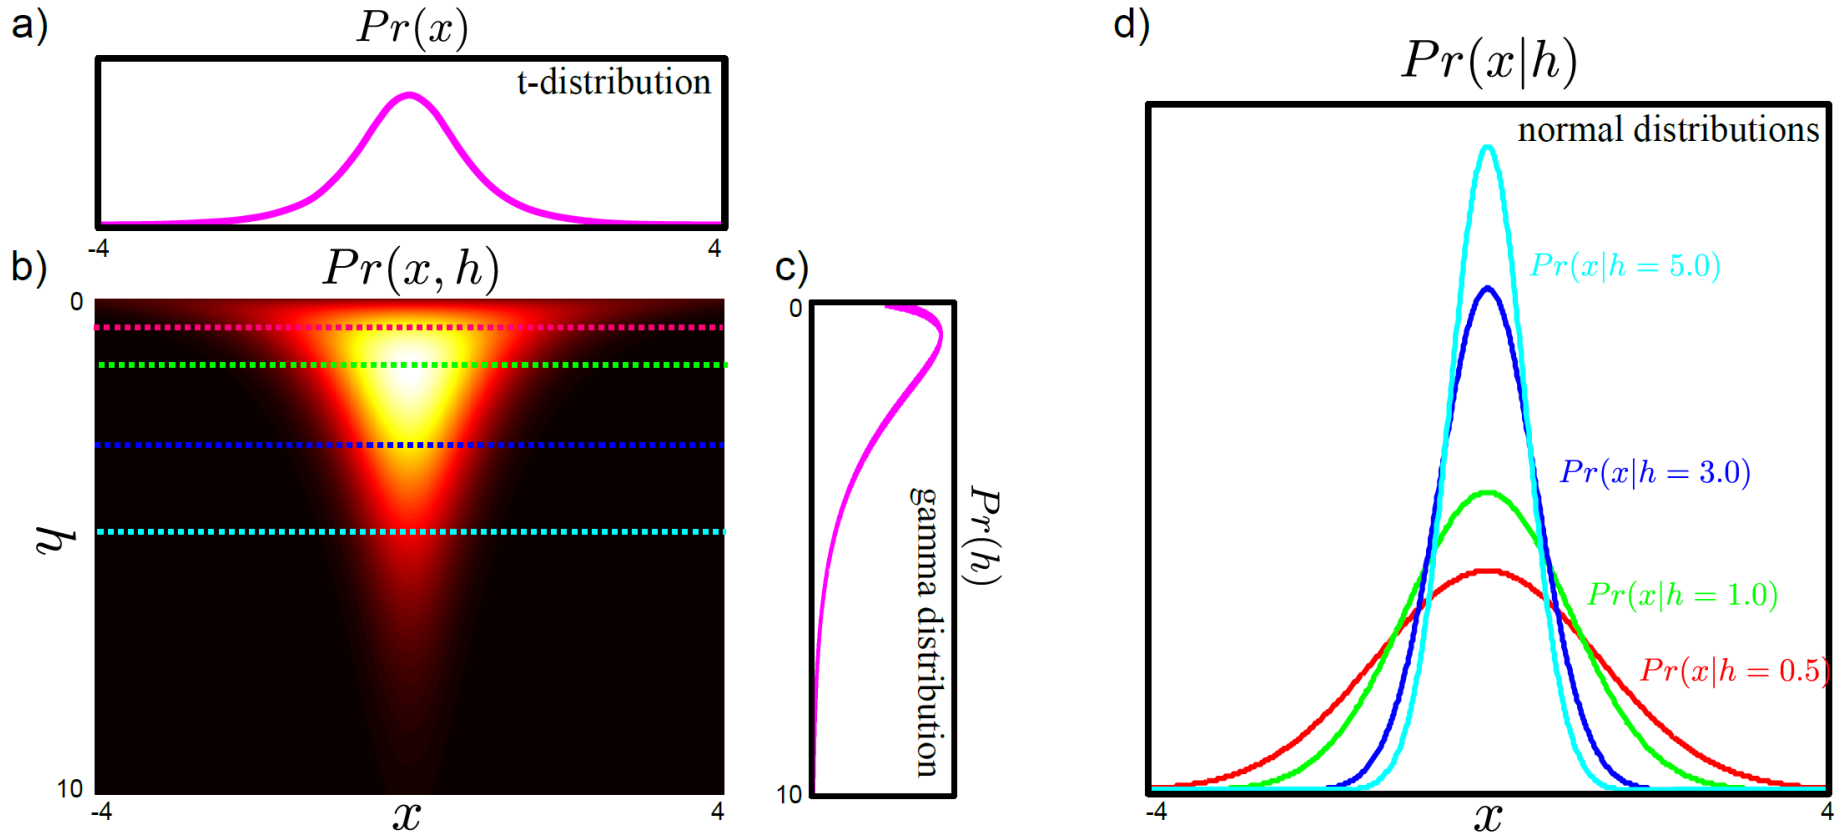 a)
Pr(x)
t-distribution
-4
4
b)
Pr(x, h)
0
h
10
-4
x
4
c)
0
gamma distribution
Pr(h)
10
d)
Pr(x|h)
normal distributions
Pr(x|h = 5.0)
Pr(x|h = 3.0)
Pr(x|h = 1.0)
Pr(x|h = 0.5)
-4
x
4